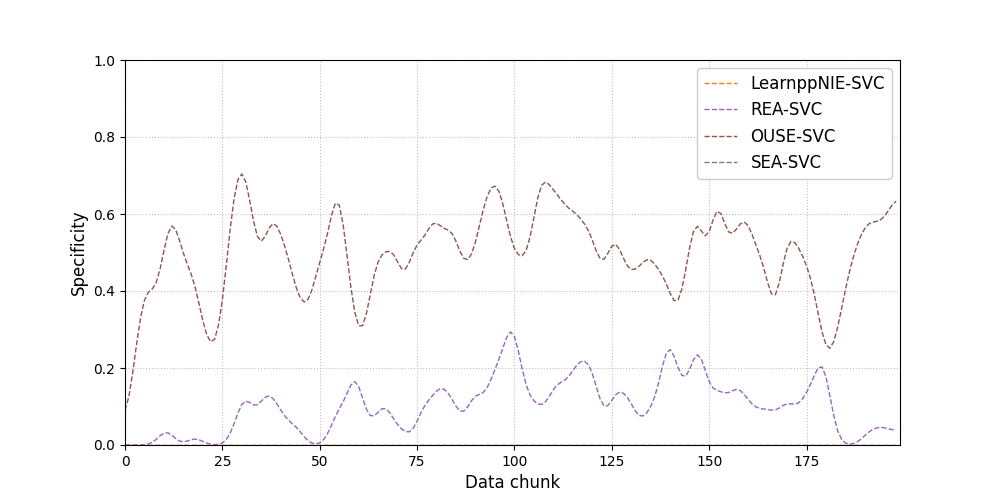 1.0
0.8
0.6
0.4
0.2
0.0
Specificity
LearnppNIE-SVC
REA-SVC
OUSE-SVC
SEA-SVC
0 25 50 75 100 125 150 175
Data chunk